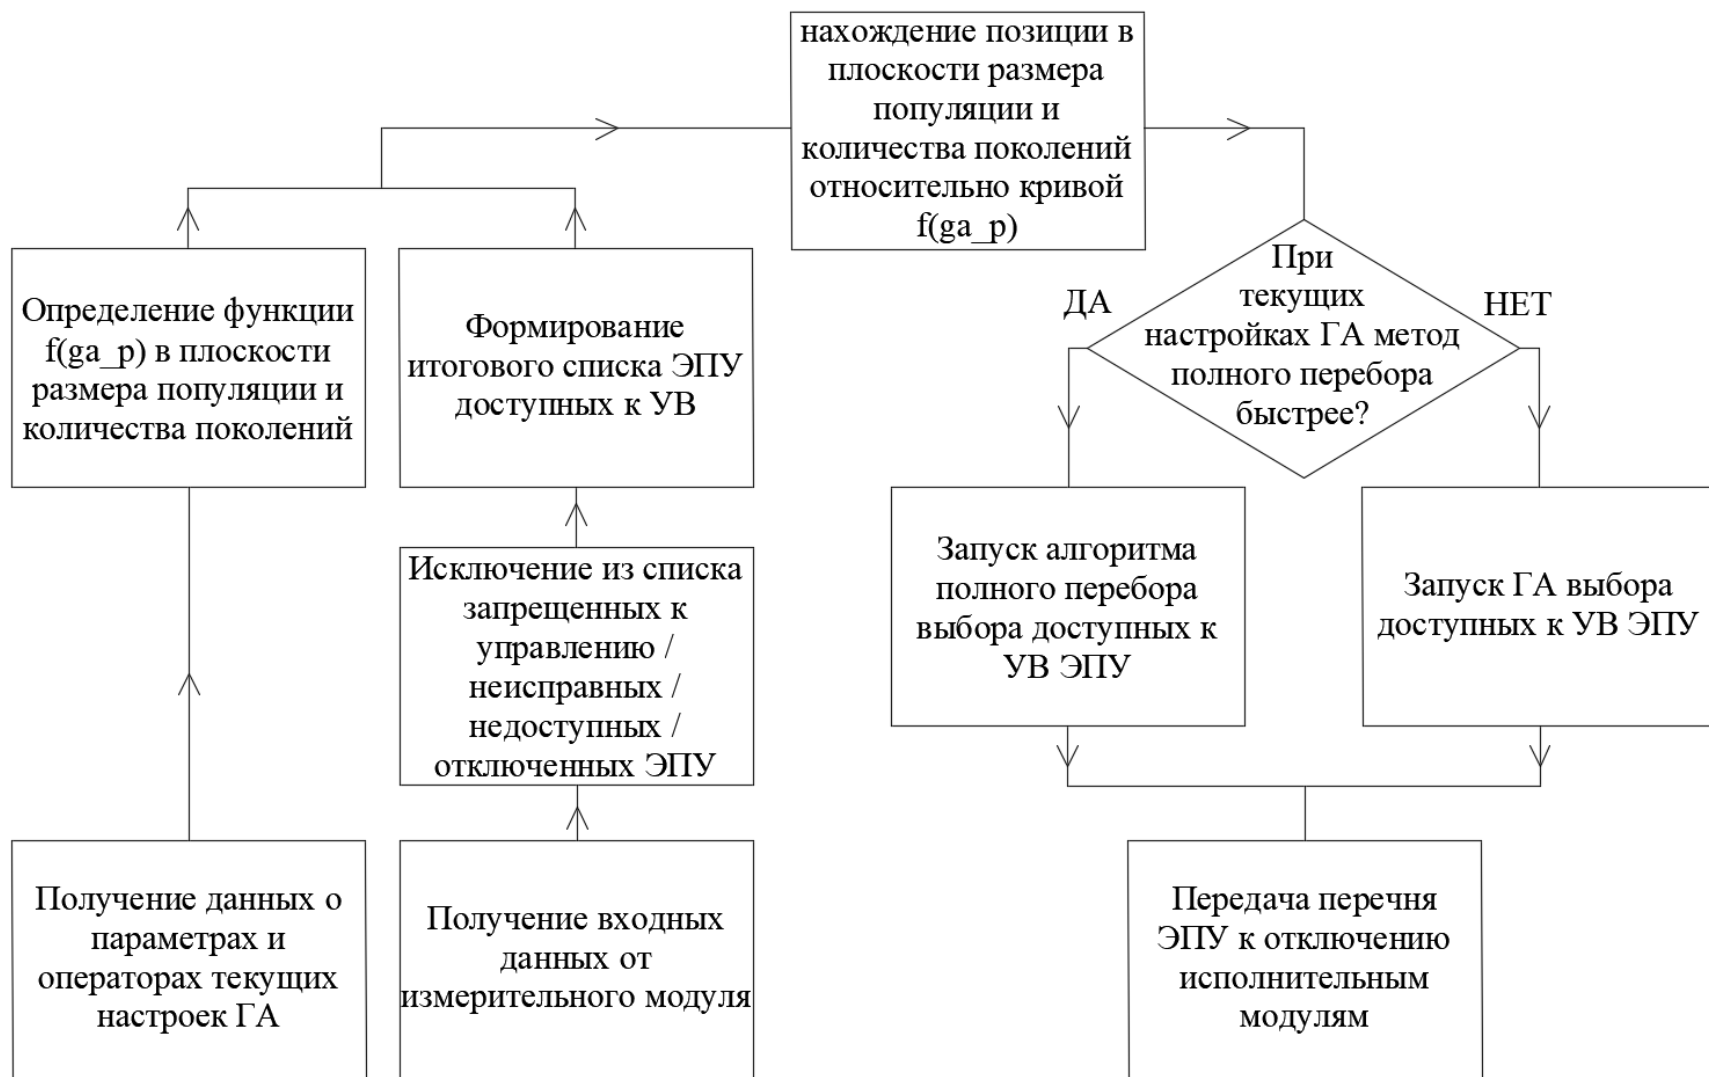 нахождение позиции в
плоскости размера
популяции и
количества поколений
относительно кривой
f(ga_p)
Определение функции
f(ga_p) в плоскости
размера популяции и
количества поколений
Формирование
итогового списка ЭПУ
доступных к УВ
ДА
При
текущих
настройках ГА метод
полного перебора
быстрее?
НЕТ
Исключение из списка
запрещенных к
управлению /
неисправных /
недоступных /
отключенных ЭПУ
Запуск алгоритма
полного перебора
выбора доступных к
УВ ЭПУ
Запуск ГА выбора
доступных к УВ ЭПУ
Получение данных о
параметрах и
операторах текущих
настроек ГА
Получение входных
данных от
измерительного модуля
Передача перечня
ЭПУ к отключению
исполнительным
модулям